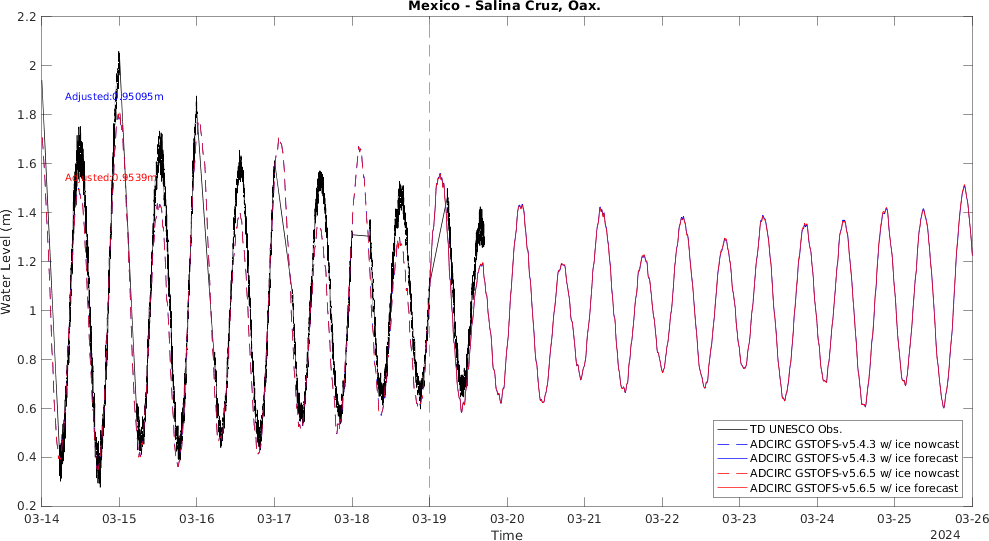 Mexico - Salina Cruz, Oax.
2.2
2
1.8
1.6
1.4
1.2
1
0.8
0.6
0.4
0.2
Water Level (m)
Adjusted:0.95095m
Adjusted:0.9539m
TD UNESCO Obs.
ADCIRC GSTOFS-v5.4.3 w/ ice nowcast
ADCIRC GSTOFS-v5.4.3 w/ ice forecast
ADCIRC GSTOFS-v5.6.5 w/ ice nowcast
ADCIRC GSTOFS-v5.6.5 w/ ice forecast
03-14 03-15 03-16 03-17 03-18 03-19 03-20 03-21 03-22 03-23 03-24 03-25 03-26
Time
2024